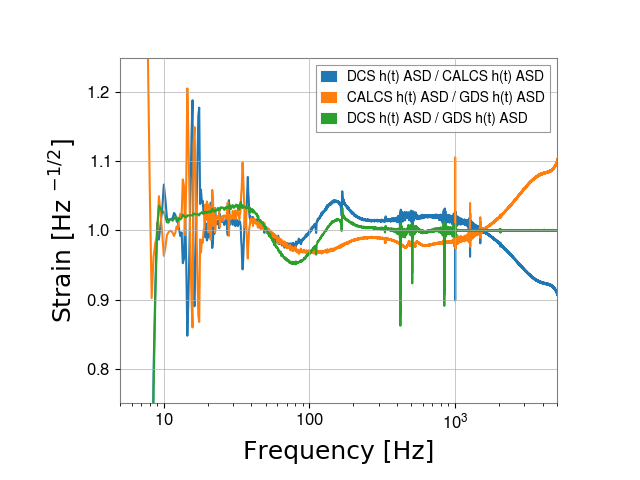 DCS h(t) ASD / CALCS h(t) ASD
CALCS h(t) ASD / GDS h(t) ASD
DCS h(t) ASD / GDS h(t) ASD
1.2
1.1
1.0
0.9
0.8
Strain [Hz ⁻¹/²]
10
100
10³
Frequency [Hz]